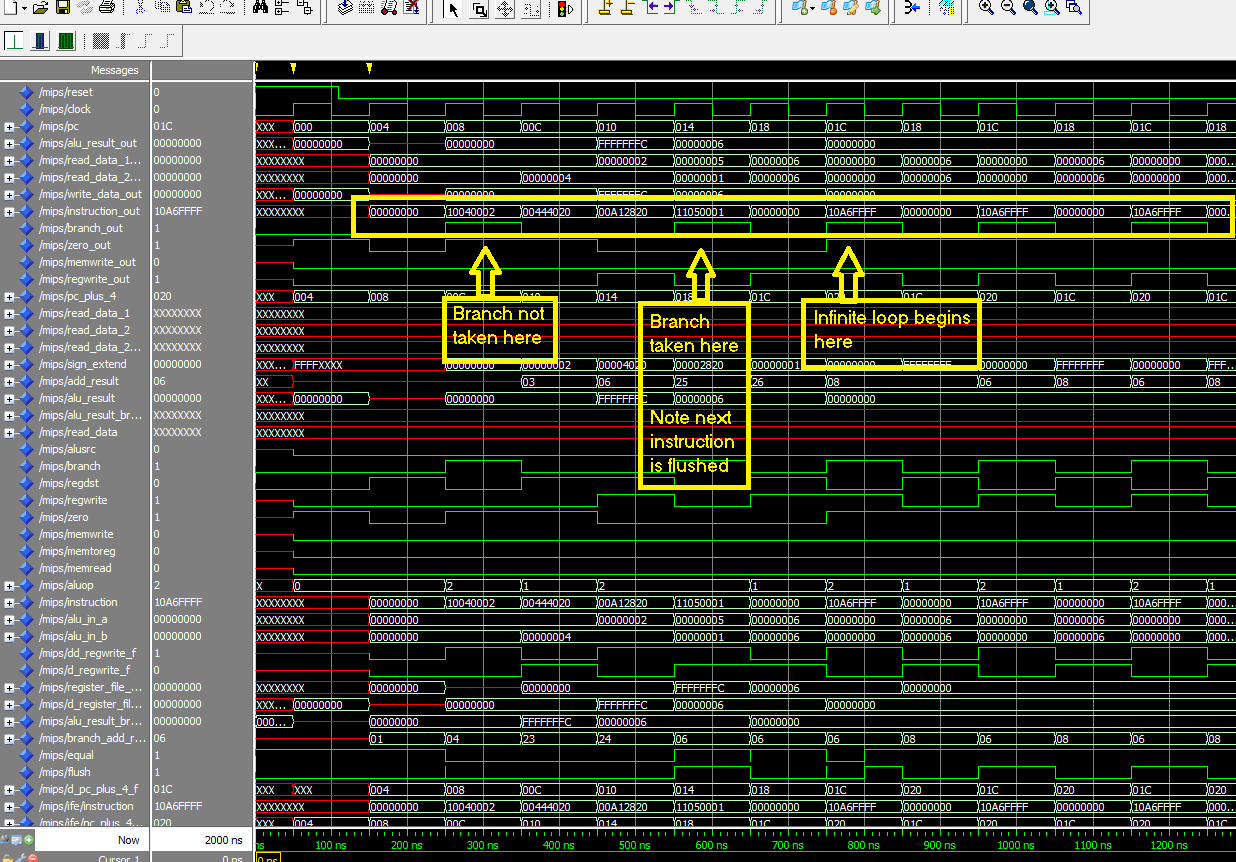 Messages
/mips/reset 0
/mips/clock 0
/mips/pc 01C XXX 000 004 008 00C 010 014 018 01C 018 01C 018 01C 018
/mips/alu_result_out 00000000 XXX... 00000000 00000000 FFFFFFFC 00000006 00000000
/mips/read_data_1... 00000000 XXXXXXXX 00000000 00000002 00000005 00000006 00000006 00000006 00000006 00000006 00000006 000...
/mips/read_data_2... 00000000 XXXXXXXX 00000000 00000004 00000001 00000006 00000000 00000006 00000000 00000006 00000000 000...
/mips/write_data_out 00000000 XXX... 00000000 00000000 FFFFFFFC 00000006 00000000
/mips/instruction_out 10A6FFFF XXXXXXXX 00000000 10040002 00444020 00A12820 11050001 00000000 10A6FFFF 00000000 10A6FFFF 00000000 10A6FFFF 000...
/mips/branch_out 1
/mips/zero_out 1
/mips/memwrite_out 0
/mips/regwrite_out 1
/mips/pc_plus_4 020 XXX 004 008 00C 010 014 018 01C 020 01C 020 01C 020 01C
Branch not
taken here
Branch
taken here
Note next
instruction
is flushed
Infinite loop begins
here
/mips/read_data_1 XXXXXXXX XXXXXXXX
/mips/read_data_2 XXXXXXXX XXXXXXXX
/mips/read_data_2... XXXXXXXX XXXXXXXX
/mips/sign_extend 00000000 XXX... FFFFXXXX 00000000 00000002 00004020 00002820 00000001 00000000 FFFFFFFF 00000000 FFFFFFFF 00000000 FFF...
/mips/add_result 06 XX 03 06 25 26 08 06 08 06 08
/mips/alu_result 00000000 XXX... 00000000 00000000 FFFFFFFC 00000006 00000000
/mips/alu_result_br... XXXXXXXX XXXXXXXX
/mips/read_data XXXXXXXX XXXXXXXX
/mips/alusrc 0
/mips/branch 1
/mips/regdst 0
/mips/regwrite 1
/mips/zero 1
/mips/memwrite 0
/mips/memtoreg 0
/mips/memread 0
/mips/aluop 2 X 0 2 1 2 1 2 1 2 1 2 1
/mips/instruction 10A6FFFF XXXXXXXX 00000000 10040002 00444020 00A12820 11050001 00000000 10A6FFFF 00000000 10A6FFFF 00000000 10A6FFFF 000...
/mips/alu_in_a 00000000 XXXXXXXX 00000000 00000002 00000005 00000006 00000006 00000006 00000006 00000006 00000006 000...
/mips/alu_in_b 00000000 XXXXXXXX 00000000 00000004 00000001 00000006 00000000 00000006 00000000 00000006 00000000 000...
/mips/dd_regwrite_f 1
/mips/d_regwrite_f 0
/mips/register_file_... 00000000 XXXXXXXX 00000000 00000000 FFFFFFFC 00000006 00000000
/mips/d_register_fil... 00000000 XXX... 00000000 00000000 FFFFFFFC 00000006 00000000
/mips/alu_result_br... 00000000 000... 00000000 FFFFFFFC 00000006 00000000
/mips/branch_add_r... 06 01 04 23 24 06 06 06 08 06 08 06 08
/mips/equal 1
/mips/flush 1
/mips/d_pc_plus_4_f 01C XXX XXX 004 008 00C 010 014 018 01C 020 01C 020 01C 020
/mips/ife/instruction 10A6FFFF XXXXXXXX 00000000 10040002 00444020 00A12820 11050001 00000000 10A6FFFF 00000000 10A6FFFF 00000000 10A6FFFF 000...
/mips/ife/pc_plus_4... 020 XXX 004 008 00C 010 014 018 01C 020 01C 020 01C 020 01C
Now 2000 ns ns 100 ns 200 ns 300 ns 400 ns 500 ns 600 ns 700 ns 800 ns 900 ns 1000 ns 1100 ns 1200 ns
Cursor 1 0 ns 0 ns